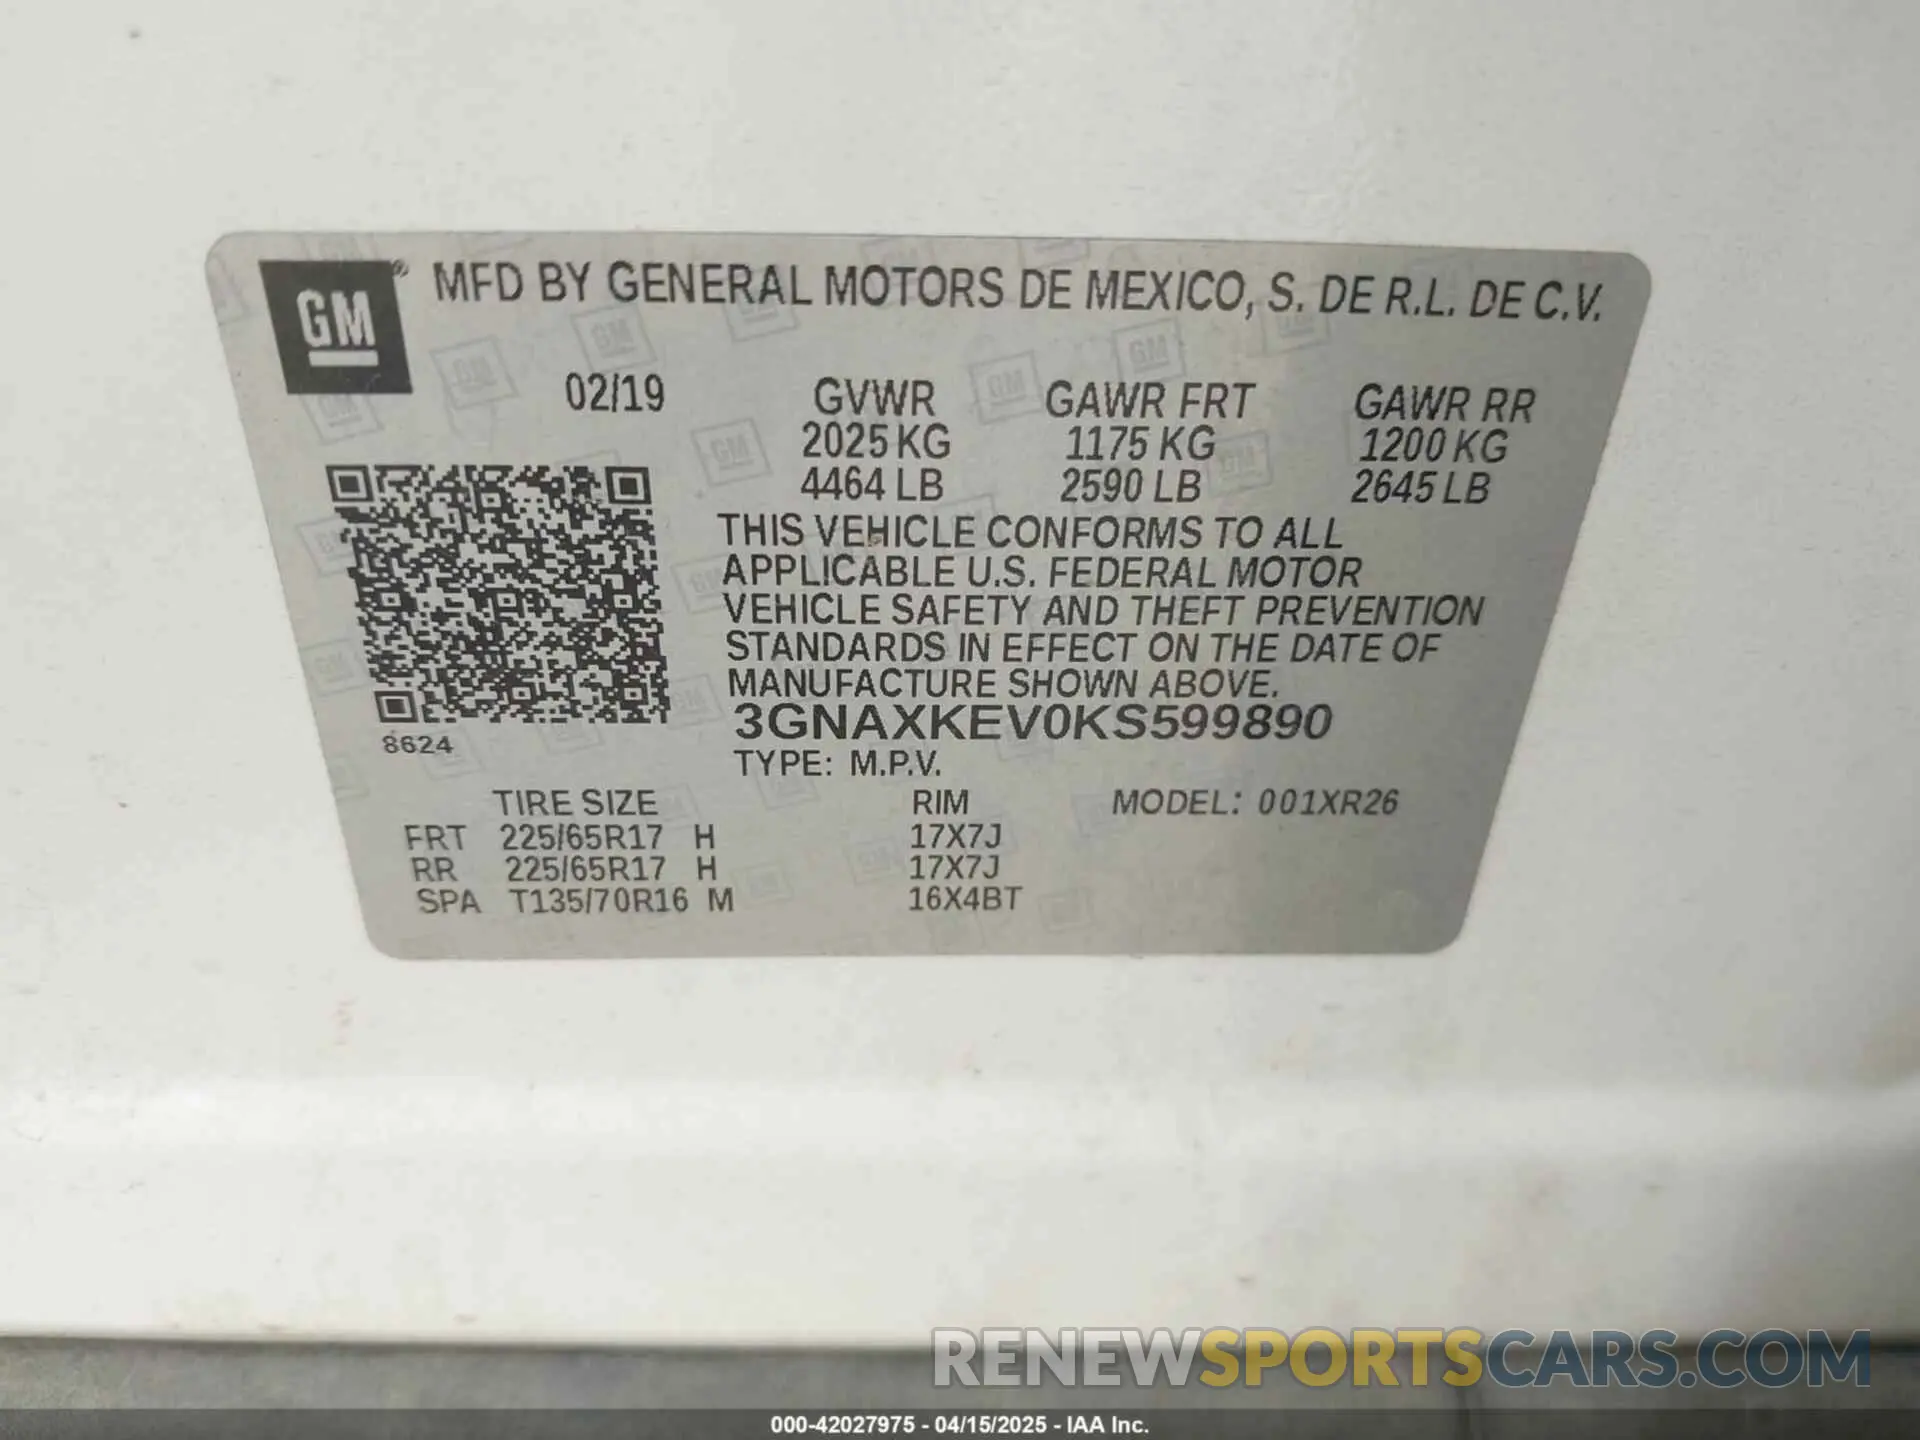 GM® MFD BY GENERAL MOTORS DE MEXICO, S. DE R.L. DE C.V.
02/19 GVWR GAWR FRT GAWR RR
2025 KG 1175 KG 1200 KG
4464 LB 2590 LB 2645 LB
THIS VEHICLE CONFORMS TO ALL
APPLICABLE U.S. FEDERAL MOTOR
VEHICLE SAFETY AND THEFT PREVENTION
STANDARDS IN EFFECT ON THE DATE OF
MANUFACTURE SHOWN ABOVE.
3GNAXKEV0KS599890
8624
TYPE: M.P.V.
TIRE SIZE RIM MODEL: 001XR26
FRT 225/65R17 H 17X7J
RR 225/65R17 H 17X7J
SPA T135/70R16 M 16X4BT
RENEWSPORTSCARS.COM
000-42027975 - 04/15/2025 - IAA Inc.